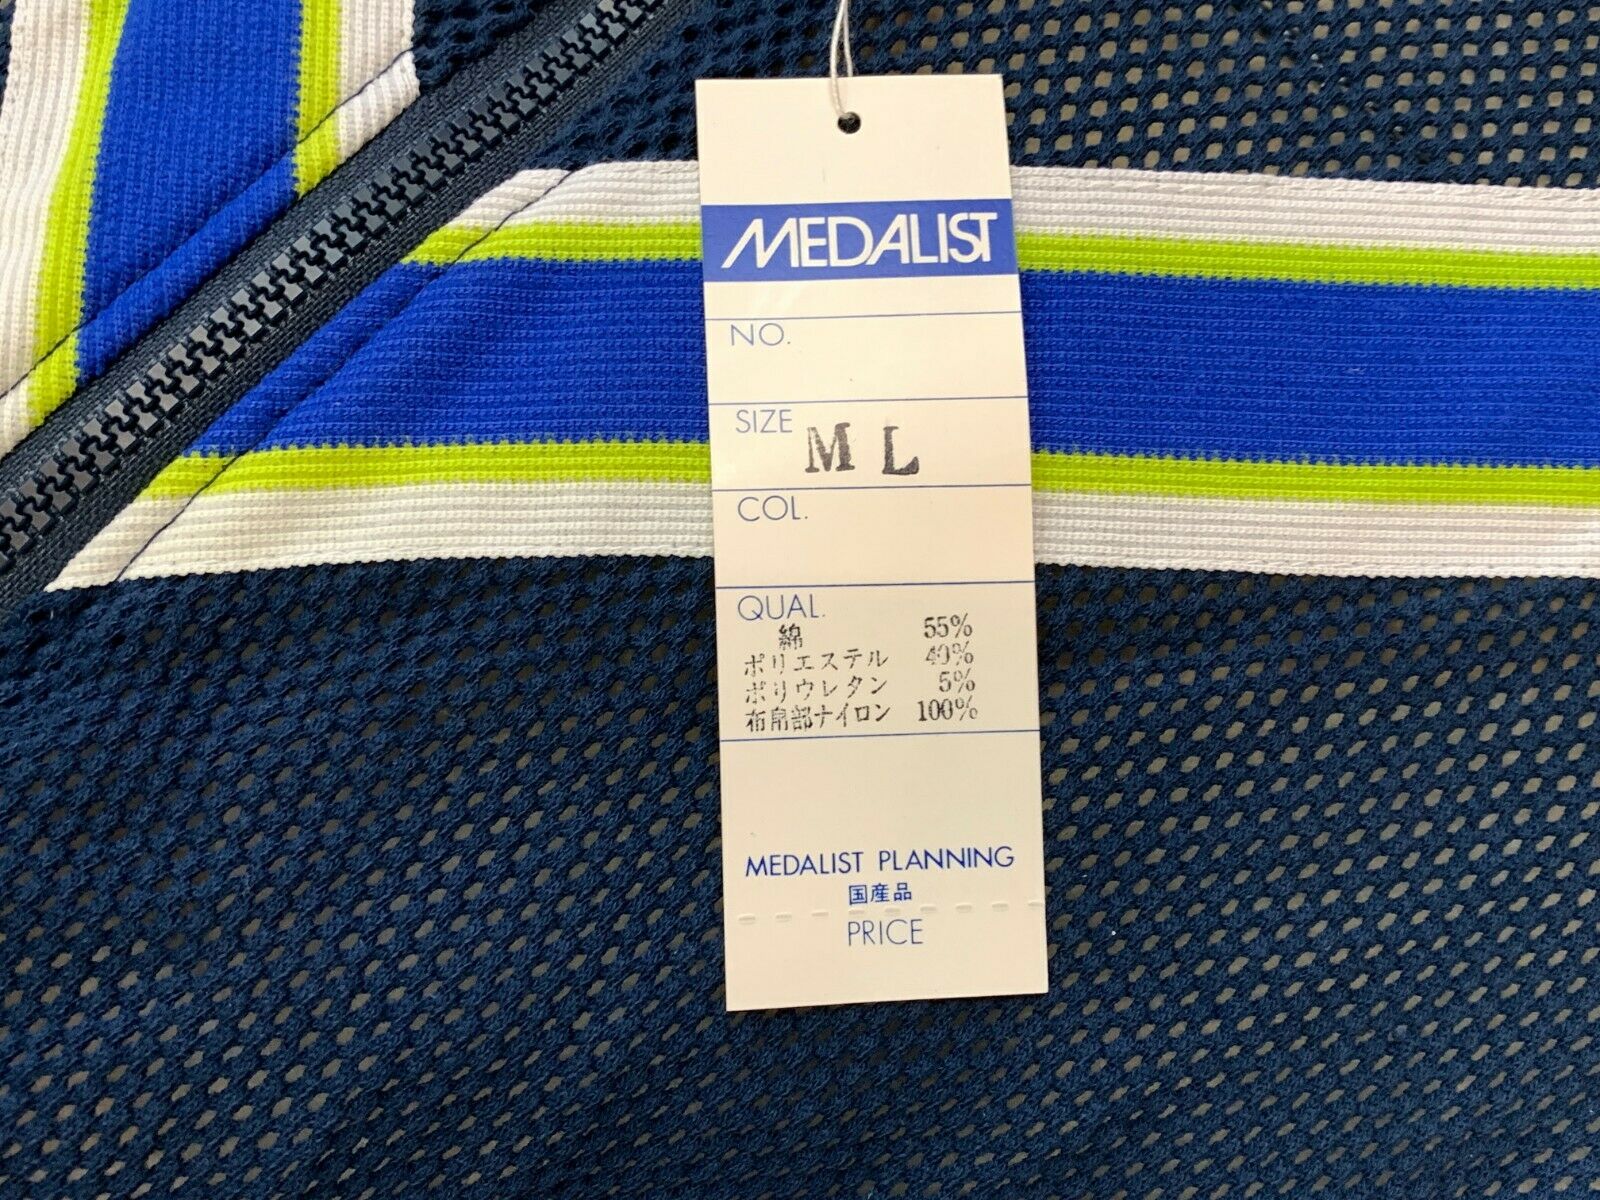 MEDALIST
NO.
SIZE M L
COL.
QUAL.
綿 55%
ポリエステル 40%
ポリウレタン 5%
布帛部ナイロン 100%
MEDALIST PLANNING
国産品
PRICE